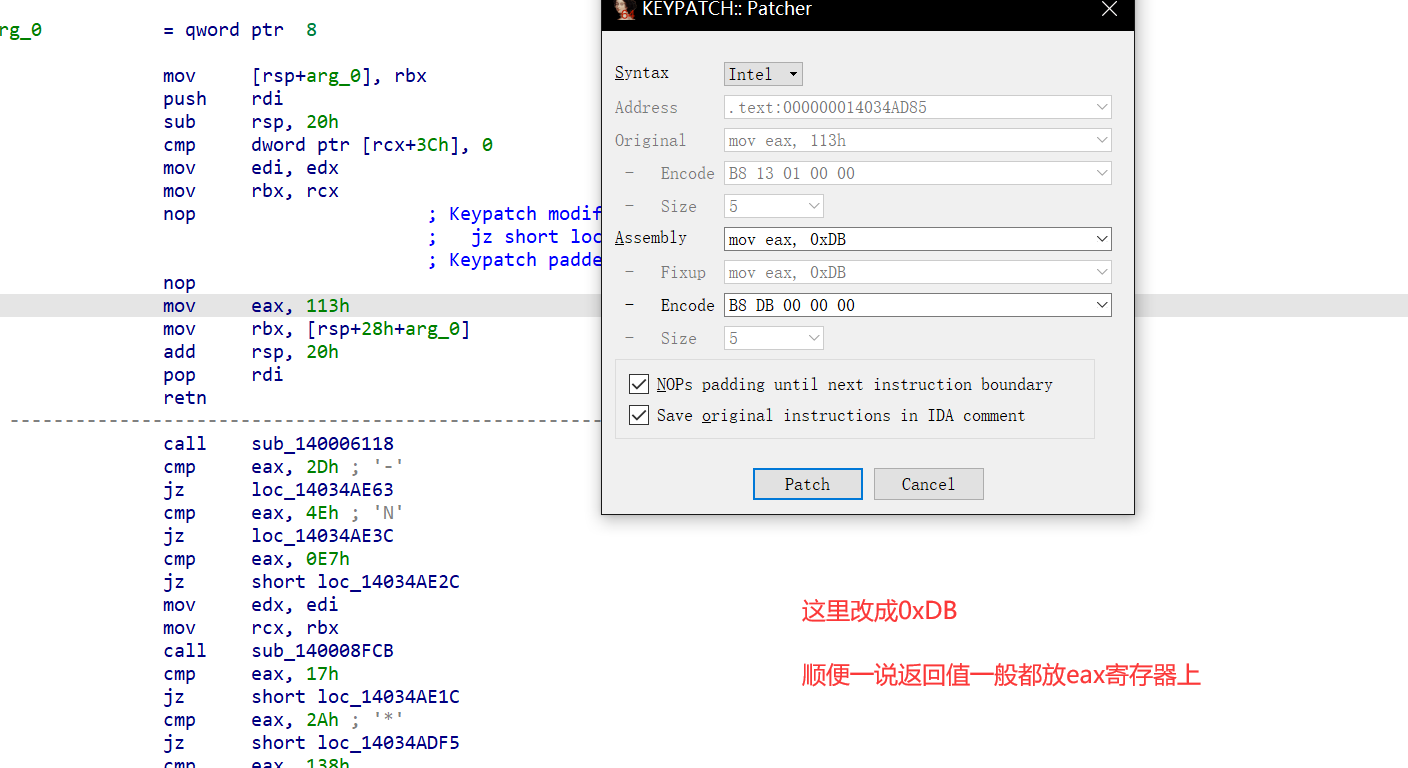 KEYPATCH:: Patcher
rg_0 = qword ptr 8
mov [rsp+arg_0], rbx
push rdi
sub rsp, 20h
cmp dword ptr [rcx+3Ch], 0
mov edi, edx
mov rbx, rcx
nop ; Keypatch modif
; jz short loc
; Keypatch padde
nop
mov eax, 113h
mov rbx, [rsp+28h+arg_0]
add rsp, 20h
pop rdi
retn
call sub_140006118
cmp eax, 2Dh ; '-'
jz loc_14034AE63
cmp eax, 4Eh ; 'N'
jz loc_14034AE3C
cmp eax, 0E7h
jz short loc_14034AE2C
mov edx, edi
mov rcx, rbx
call sub_140008FCB
cmp eax, 17h
jz short loc_14034AE1C
cmp eax, 2Ah ; '*'
jz short loc_14034ADF5
cmp eax, 138h
Syntax Intel
Address .text:000000014034AD85
Original mov eax, 113h
- Encode B8 13 01 00 00
- Size 5
Assembly mov eax, 0xDB
- Fixup mov eax, 0xDB
- Encode B8 DB 00 00 00
- Size 5
NOPs padding until next instruction boundary
Save original instructions in IDA comment
Patch Cancel
这里改成0xDB
顺便一说返回值一般都放eax寄存器上